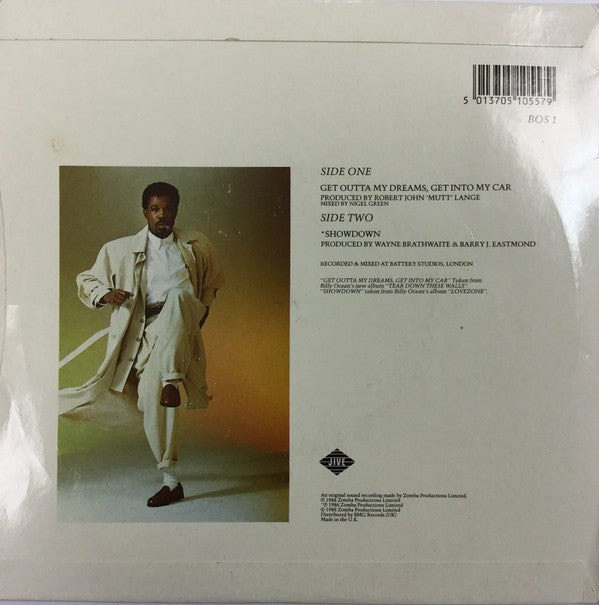 5 013705 105579
BOS 1
SIDE ONE
GET OUTTA MY DREAMS, GET INTO MY CAR
PRODUCED BY ROBERT JOHN 'MUTT' LANGE
MIXED BY NIGEL GREEN
SIDE TWO
*SHOWDOWN
PRODUCED BY WAYNE BRATHWAITE & BARRY J. EASTMOND
RECORDED & MIXED AT BATTERY STUDIOS, LONDON
"GET OUTTA MY DREAMS, GET INTO MY CAR" Taken from
Billy Ocean's new album "TEAR DOWN THESE WALLS"
"SHOWDOWN" taken from Billy Ocean's album "LOVEZONE".
JIVE
An original sound recording made by Zomba Productions Limited.
℗ 1988 Zomba Productions Limited
*℗ 1986 Zomba Productions Limited
© 1988 Zomba Productions Limited
Distributed by BMG Records (UK)
Made in the U.K.